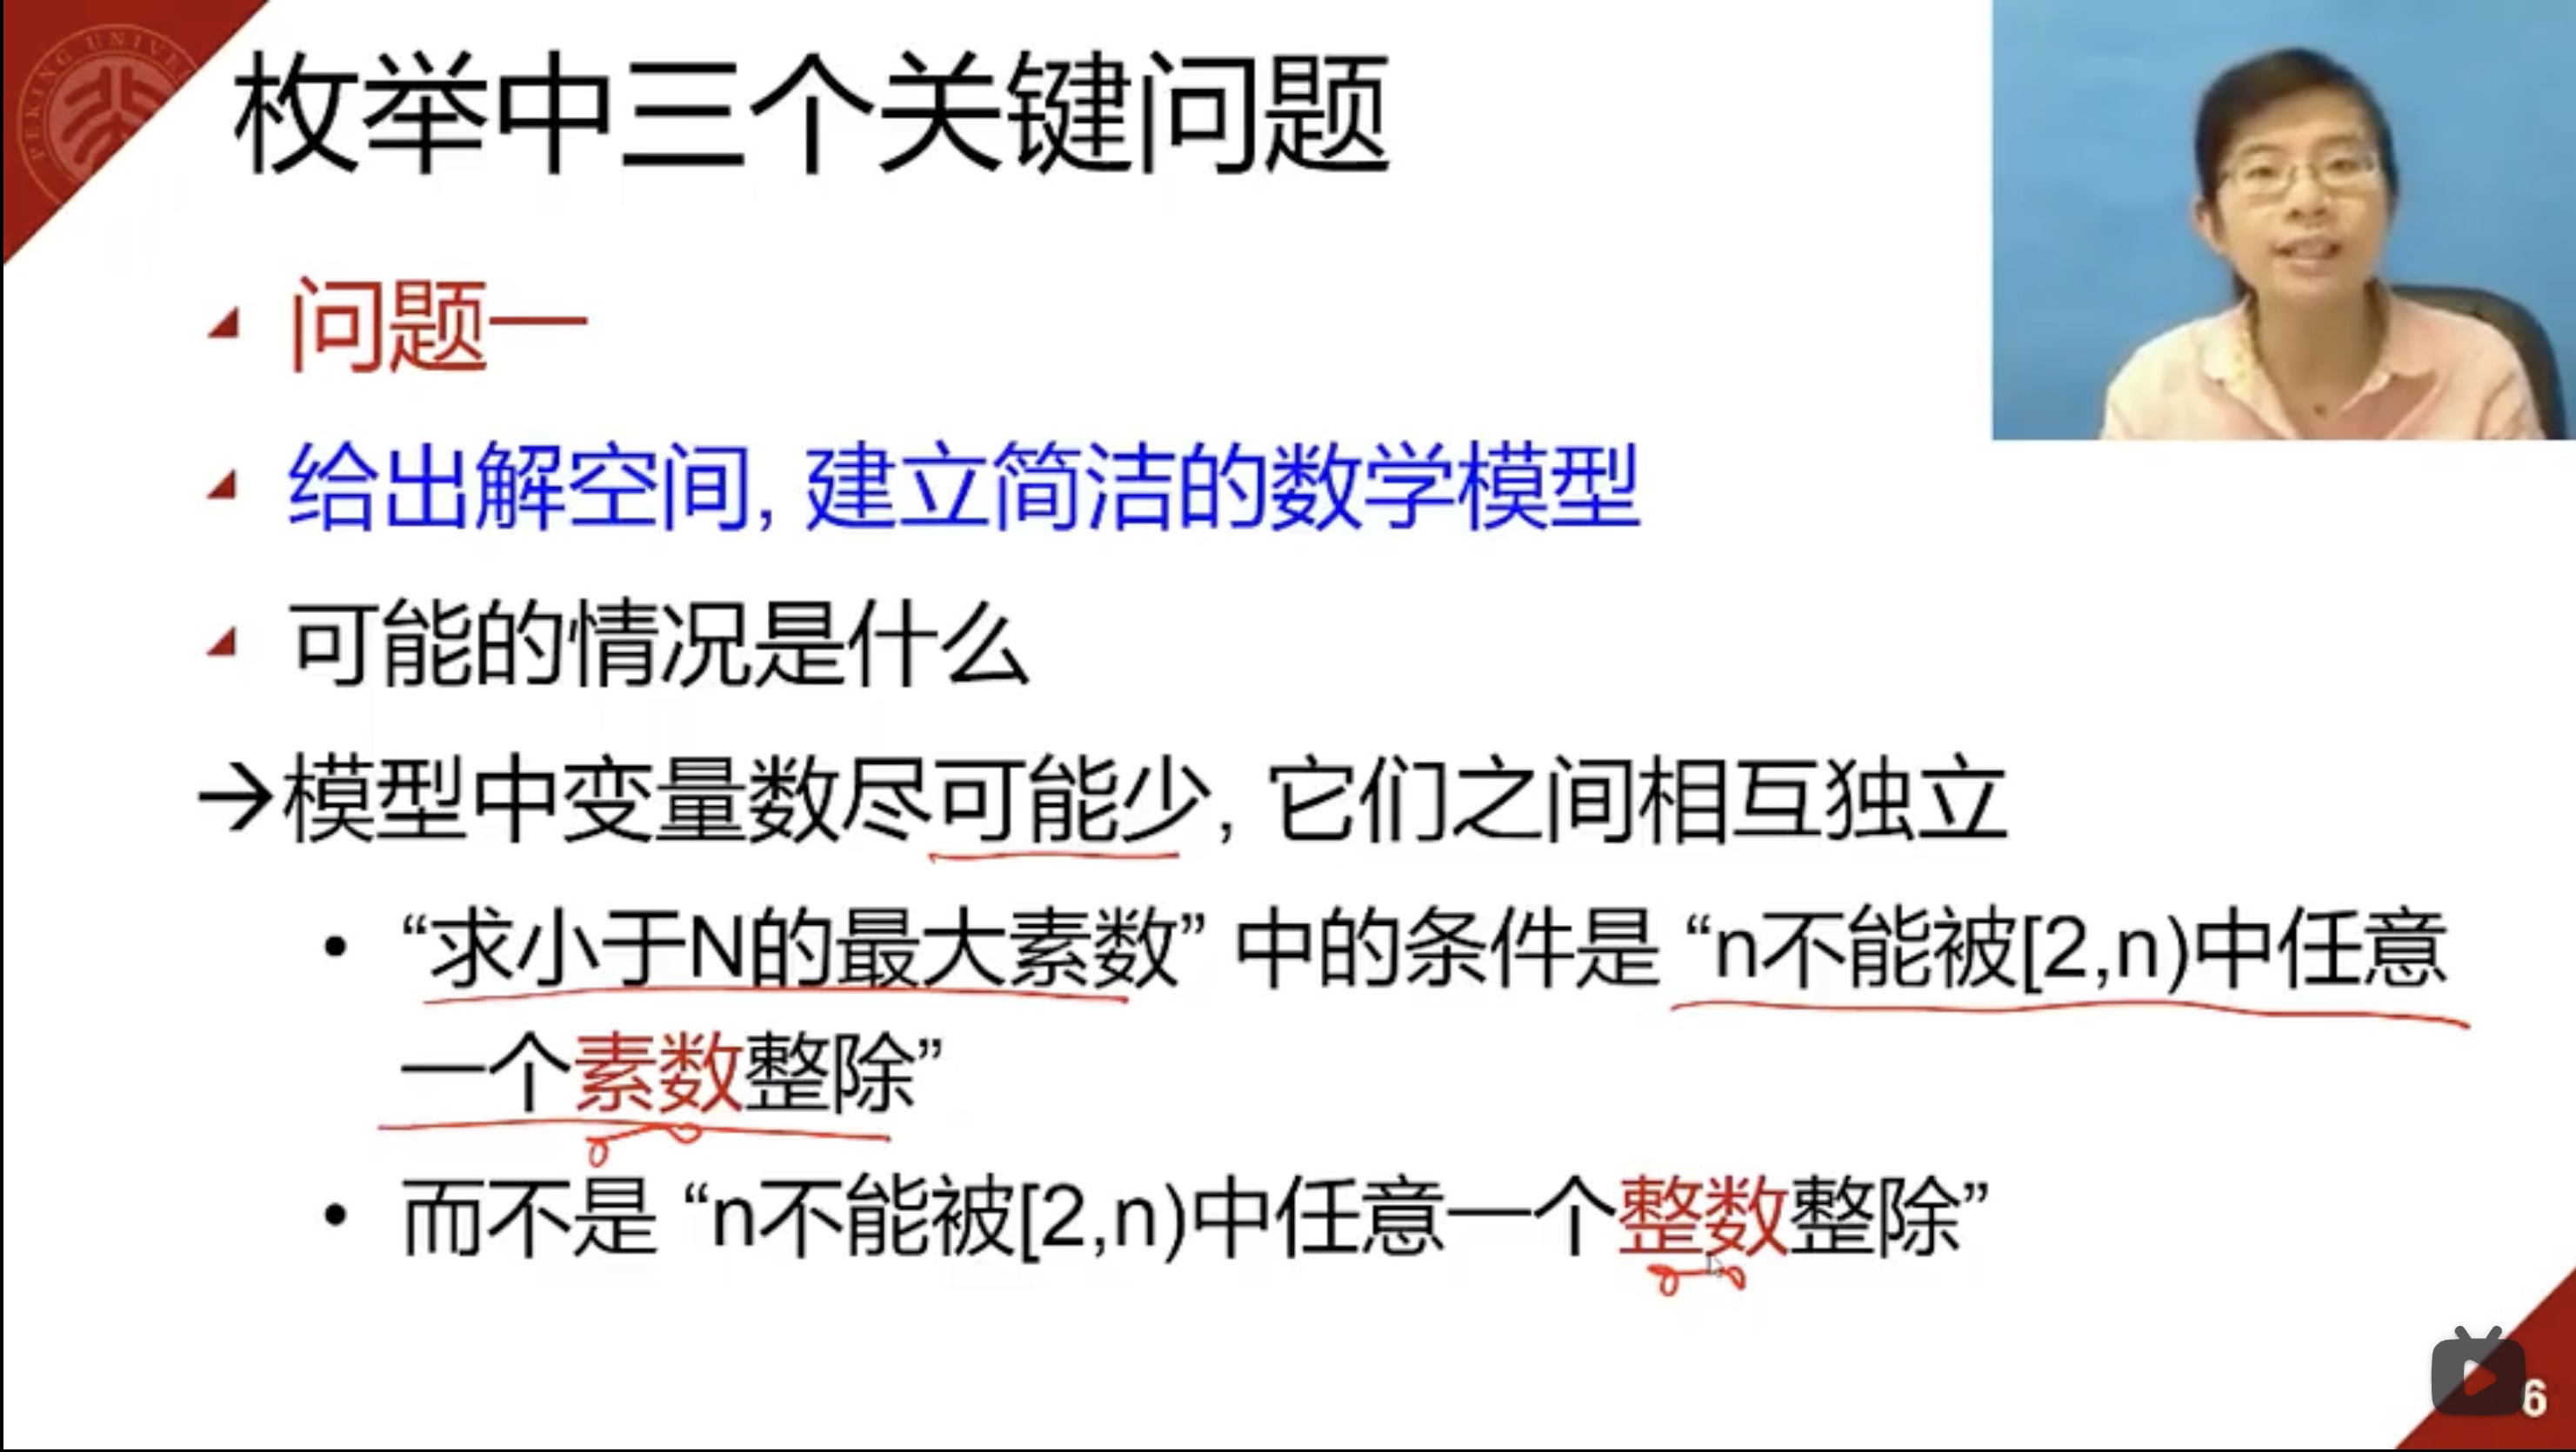 PEKING UNIVE
枚举中三个关键问题
问题一
给出解空间, 建立简洁的数学模型
可能的情况是什么
→模型中变量数尽可能少, 它们之间相互独立
• “求小于N的最大素数” 中的条件是 “n不能被[2,n)中任意
一个素数整除”
• 而不是 “n不能被[2,n)中任意一个整数整除”
6